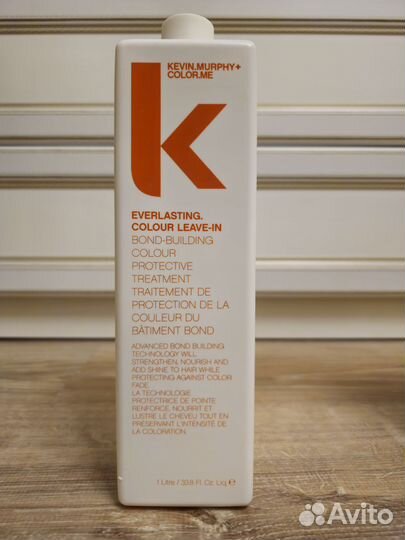 KEVIN.MURPHY+
COLOR.ME
k
EVERLASTING.
COLOUR LEAVE-IN
BOND-BUILDING
COLOUR
PROTECTIVE
TREATMENT
TRAITEMENT DE
PROTECTION DE LA
COULEUR DU
BÂTIMENT BOND
ADVANCED BOND BUILDING
TECHNOLOGY WILL
STRENGTHEN, NOURISH AND
ADD SHINE TO HAIR WHILE
PROTECTING AGAINST COLOR
FADE.
LA TECHNOLOGIE
PROTECTRICE DE POINTE
RENFORCE, NOURRIT ET
LUSTRE LE CHEVEU TOUT EN
PRÉSERVANT L'INTENSITÉ DE
LA COLORATION.
1 Litre / 33.8 Fl. Oz. Liq. e
Avito